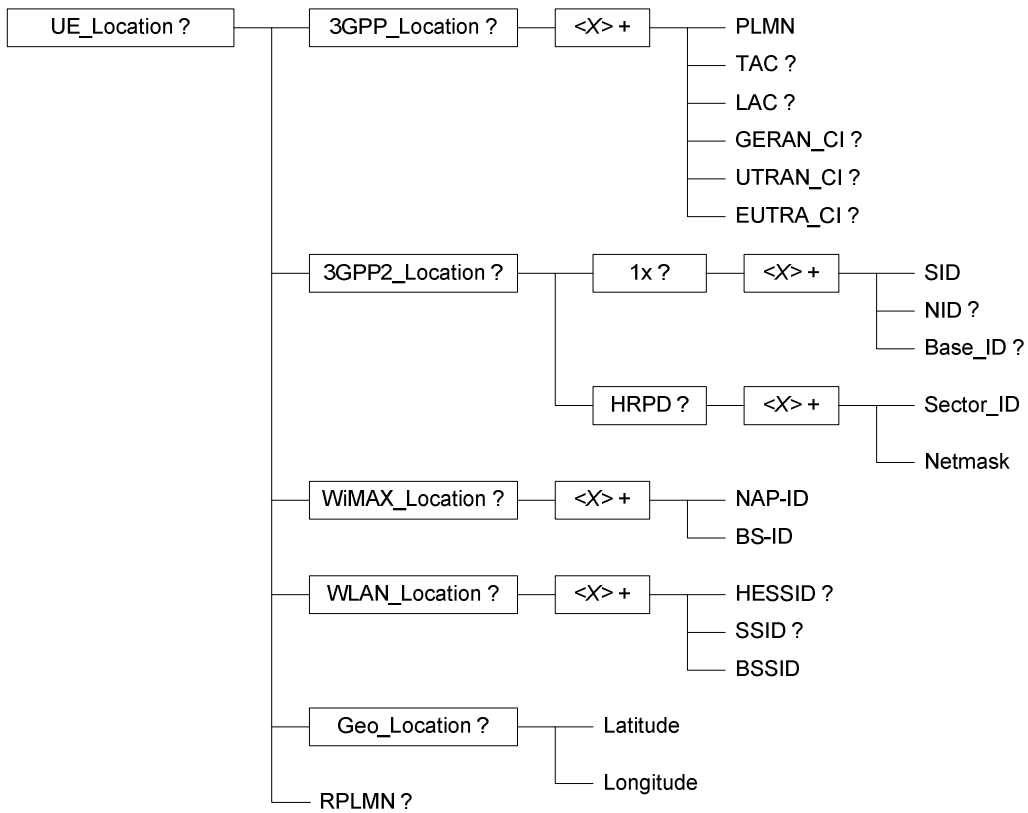 UE_Location ?
3GPP_Location ?
<X> +
PLMN
TAC ?
LAC ?
GERAN_CI ?
UTRAN_CI ?
EUTRA_CI ?
3GPP2_Location ?
1x ?
<X> +
SID
NID ?
Base_ID ?
HRPD ?
<X> +
Sector_ID
Netmask
WiMAX_Location ?
<X> +
NAP-ID
BS-ID
WLAN_Location ?
<X> +
HESSID ?
SSID ?
BSSID
Geo_Location ?
Latitude
Longitude
RPLMN ?